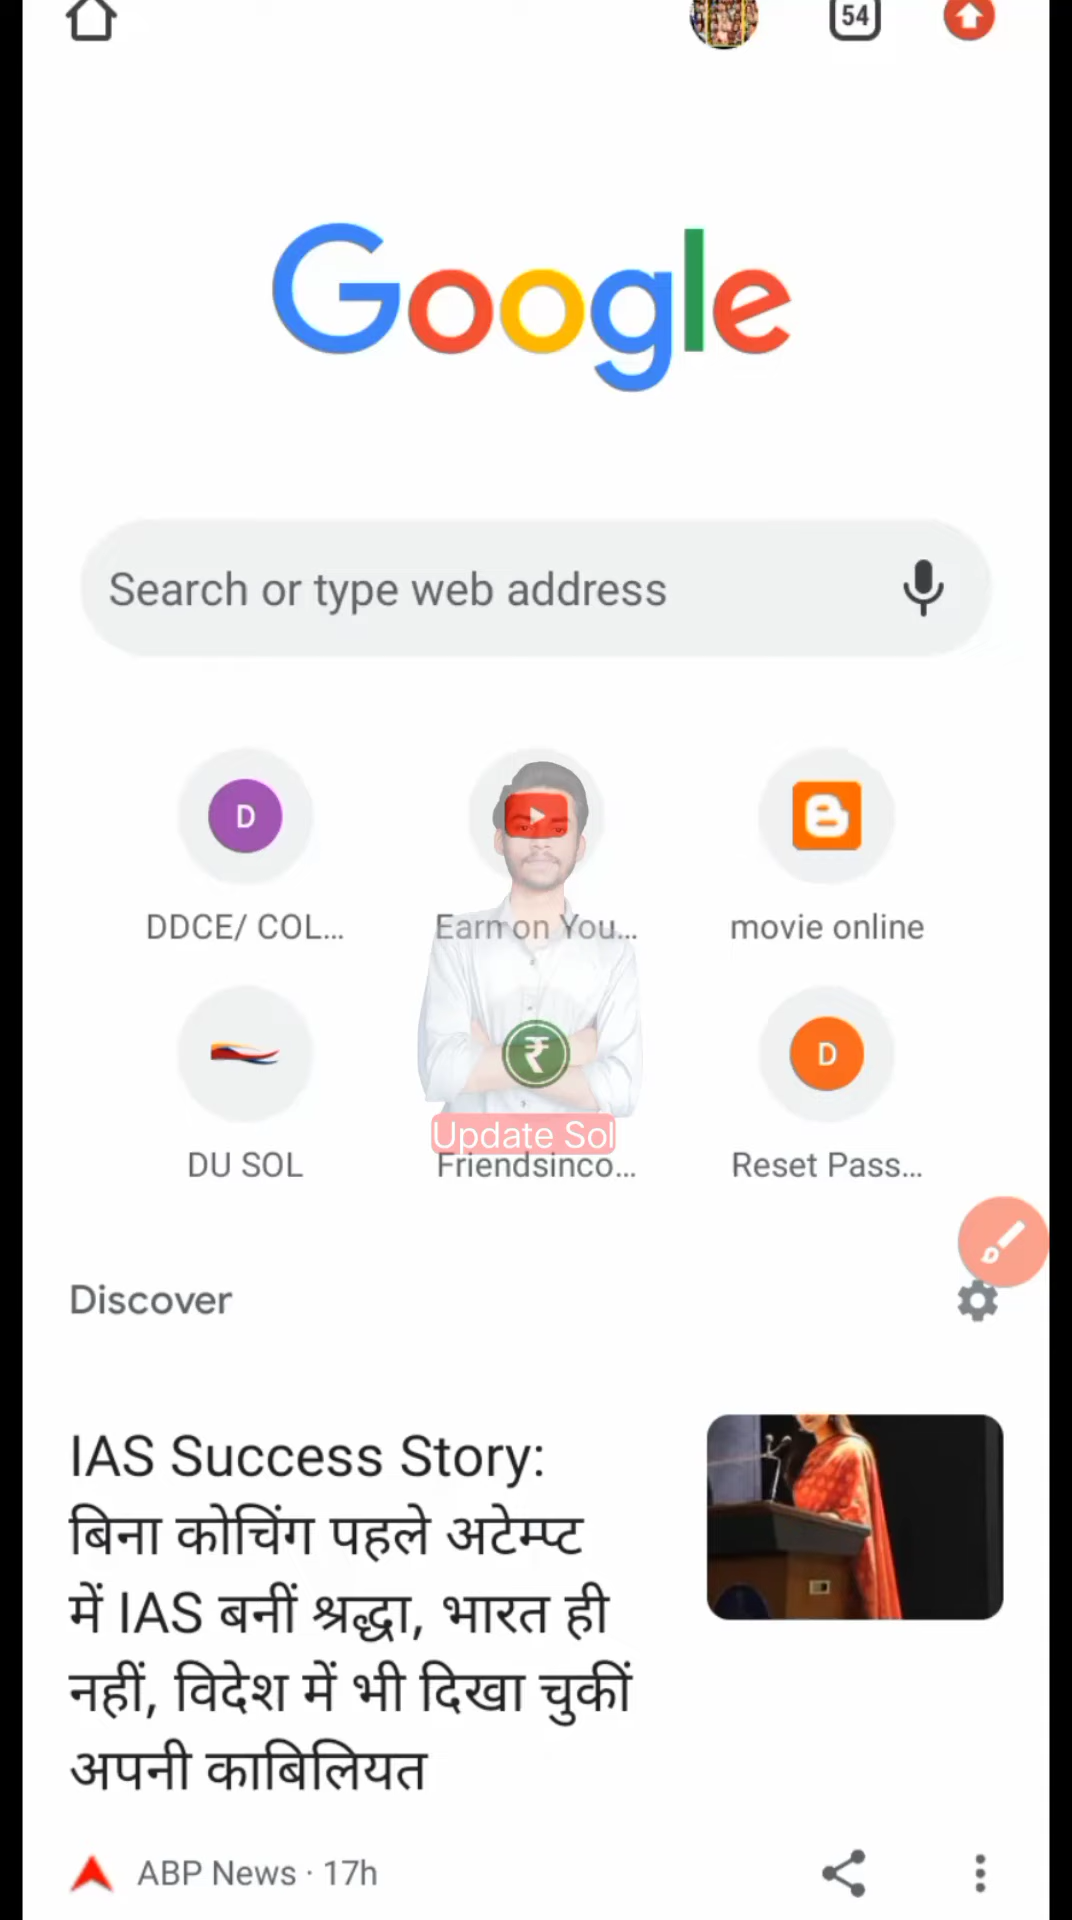 54
Google
Search or type web address
D
DDCE/ COL...
Earn on You...
movie online
D
DU SOL
Update Sol
Friendsinco...
Reset Pass...
Discover
IAS Success Story:
बिना कोचिंग पहले अटेम्प्ट
में IAS बनीं श्रद्धा, भारत ही
नहीं, विदेश में भी दिखा चुकीं
अपनी काबिलियत
ABP News · 17h